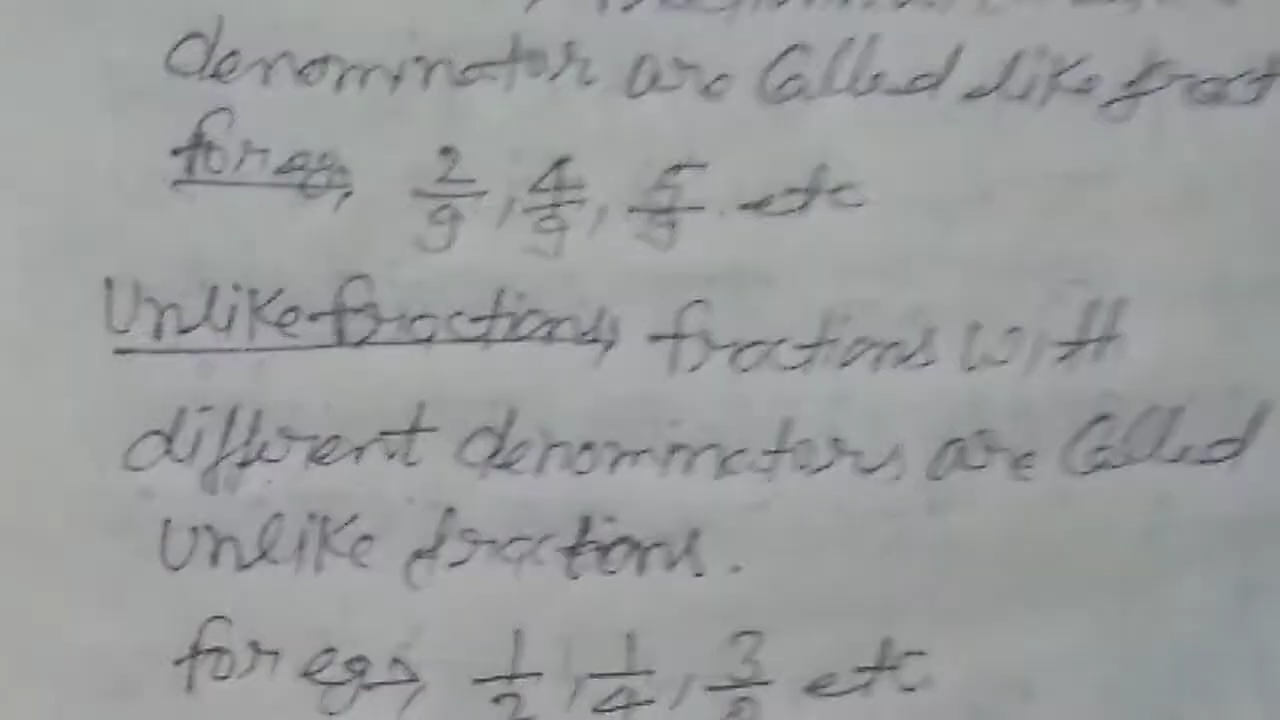 denominator are Called like fract
for eg, 2/9, 4/9, 5/9 etc
Unlike fractions, fractions with
different denominators are Called
unlike fractions.
for eg, 1/2, 1/4, 3/ etc